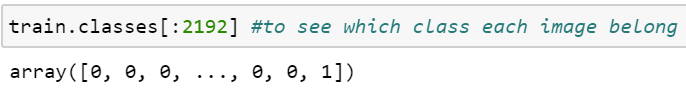 train.classes[:2192] #to see which class each image belong
array([0, 0, 0, ..., 0, 0, 1])